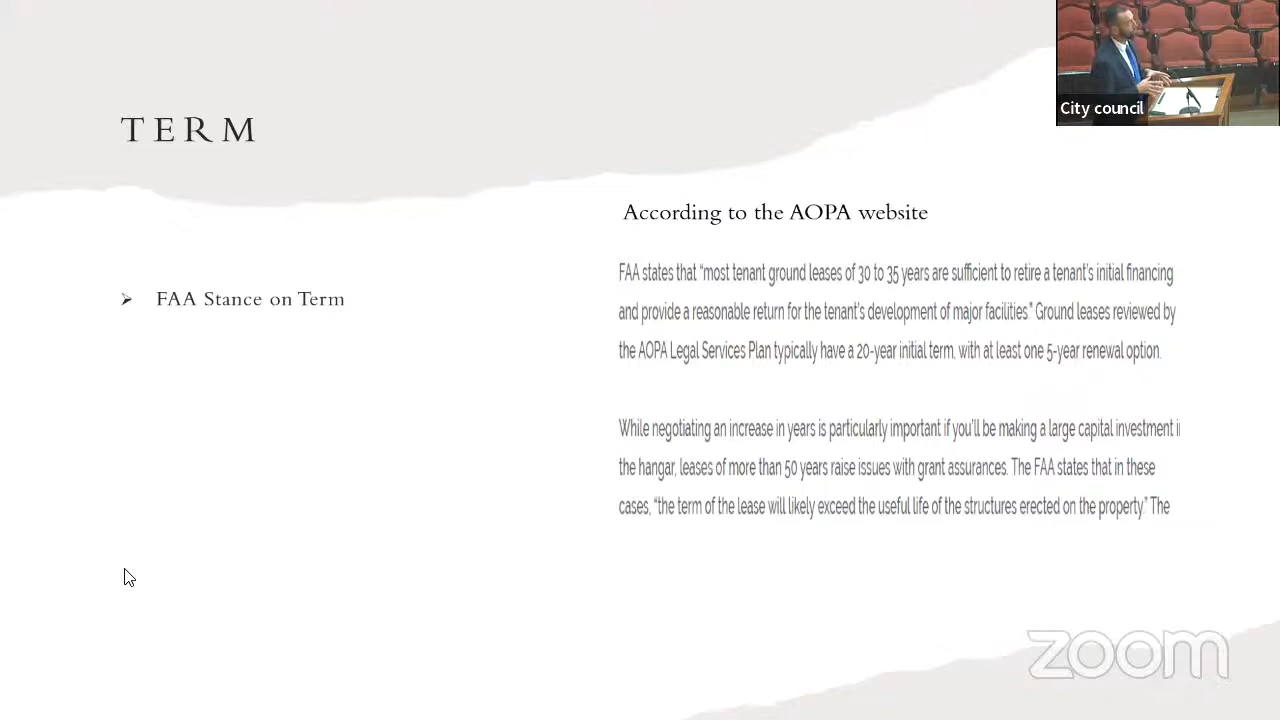 City council
TERM
According to the AOPA website
FAA states that “most tenant ground leases of 30 to 35 years are sufficient to retire a tenant’s initial financing
and provide a reasonable return for the tenant’s development of major facilities.” Ground leases reviewed by
the AOPA Legal Services Plan typically have a 20-year initial term, with at least one 5-year renewal option.
FAA Stance on Term
While negotiating an increase in years is particularly important if you’ll be making a large capital investment
the hangar, leases of more than 50 years raise issues with grant assurances. The FAA states that in these
cases, “the term of the lease will likely exceed the useful life of the structures erected on the property.” The
zoom